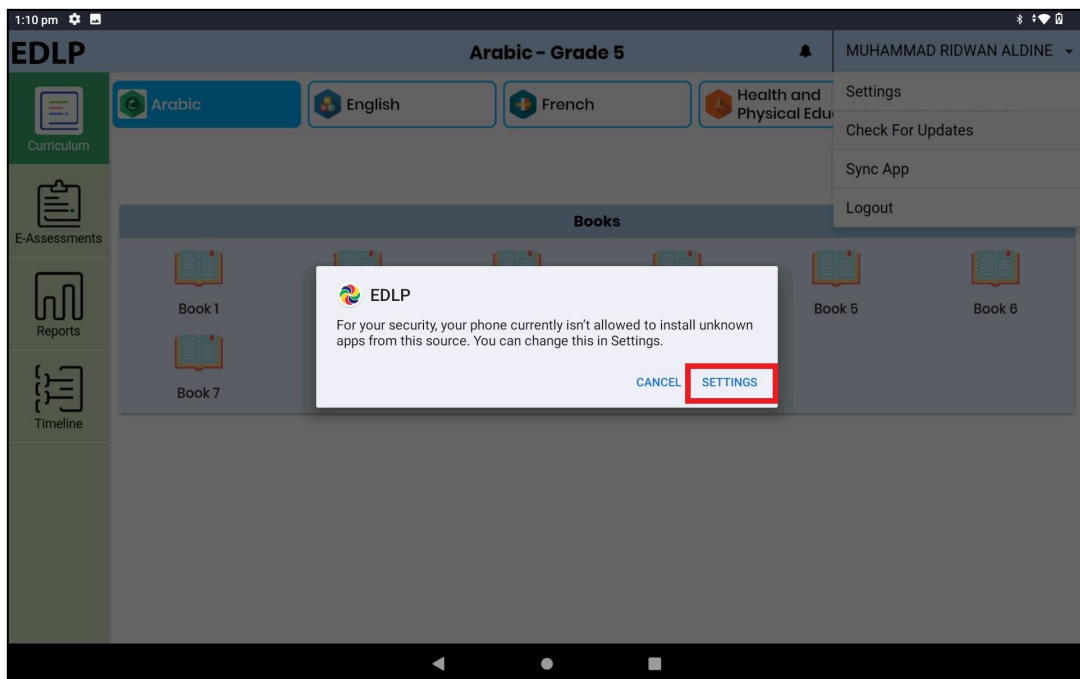 1:10 pm
EDLP
Arabic - Grade 5
MUHAMMAD RIDWAN ALDINE
Curriculum
E-Assessments
Reports
Timeline
Arabic
English
French
Health and
Physical Edu
Settings
Check For Updates
Sync App
Logout
Books
Book 1
Book 5
Book 6
Book 7
EDLP
For your security, your phone currently isn't allowed to install unknown
apps from this source. You can change this in Settings.
CANCEL SETTINGS